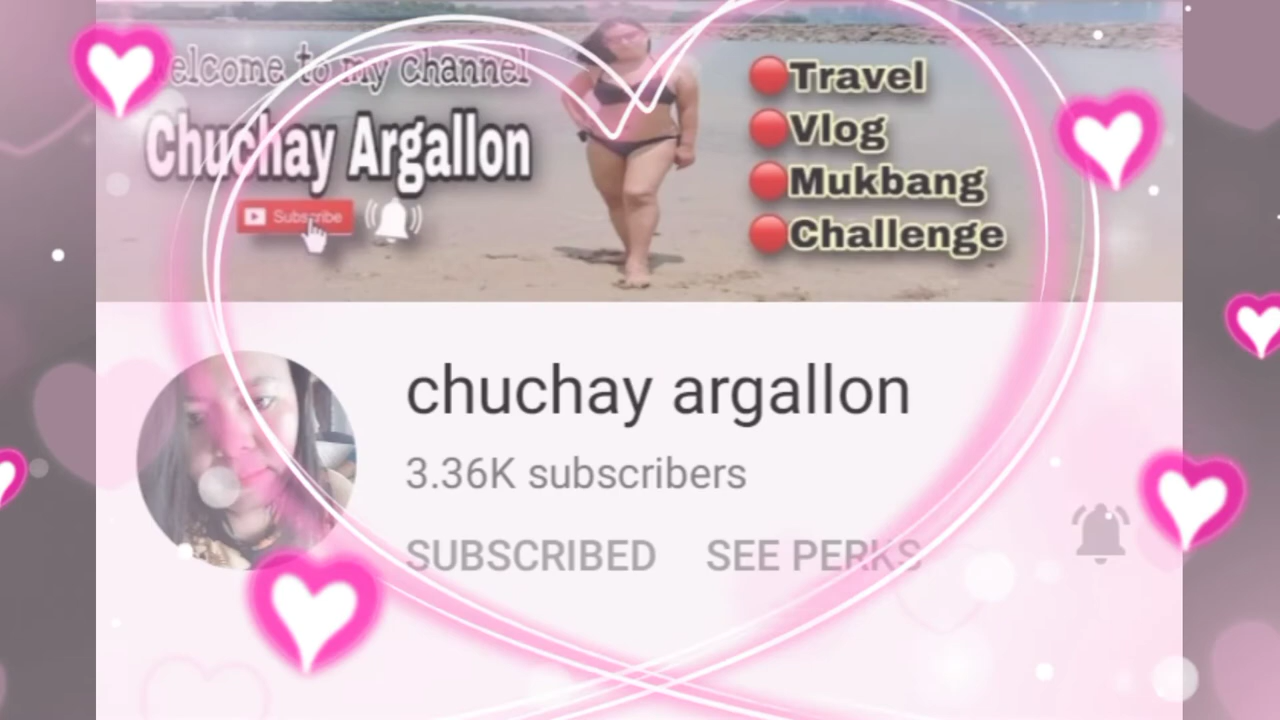 Welcome to my channel
Chuchay Argallon
Subscribe
Travel
Vlog
Mukbang
Challenge
chuchay argallon
3.36K subscribers
SUBSCRIBED SEE PERKS